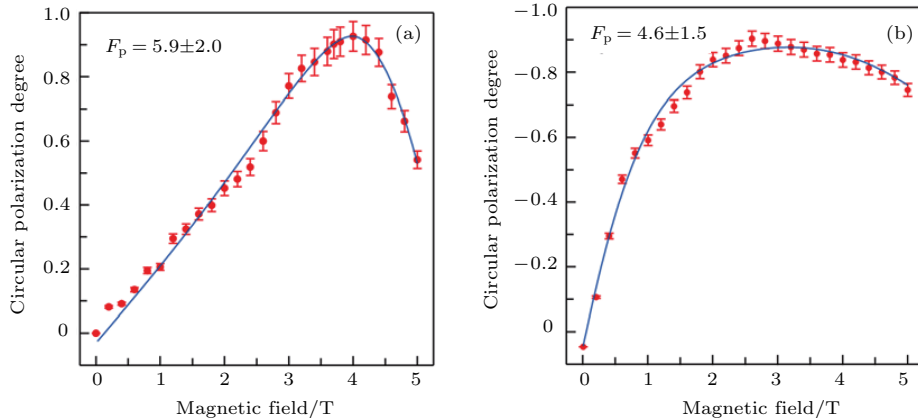 (a)
F_p = 5.9±2.0
Circular polarization degree
1.0
0.8
0.6
0.4
0.2
0
0 1 2 3 4 5
Magnetic field/T
(b)
F_p = 4.6±1.5
Circular polarization degree
−1.0
−0.8
−0.6
−0.4
−0.2
0
0 1 2 3 4 5
Magnetic field/T